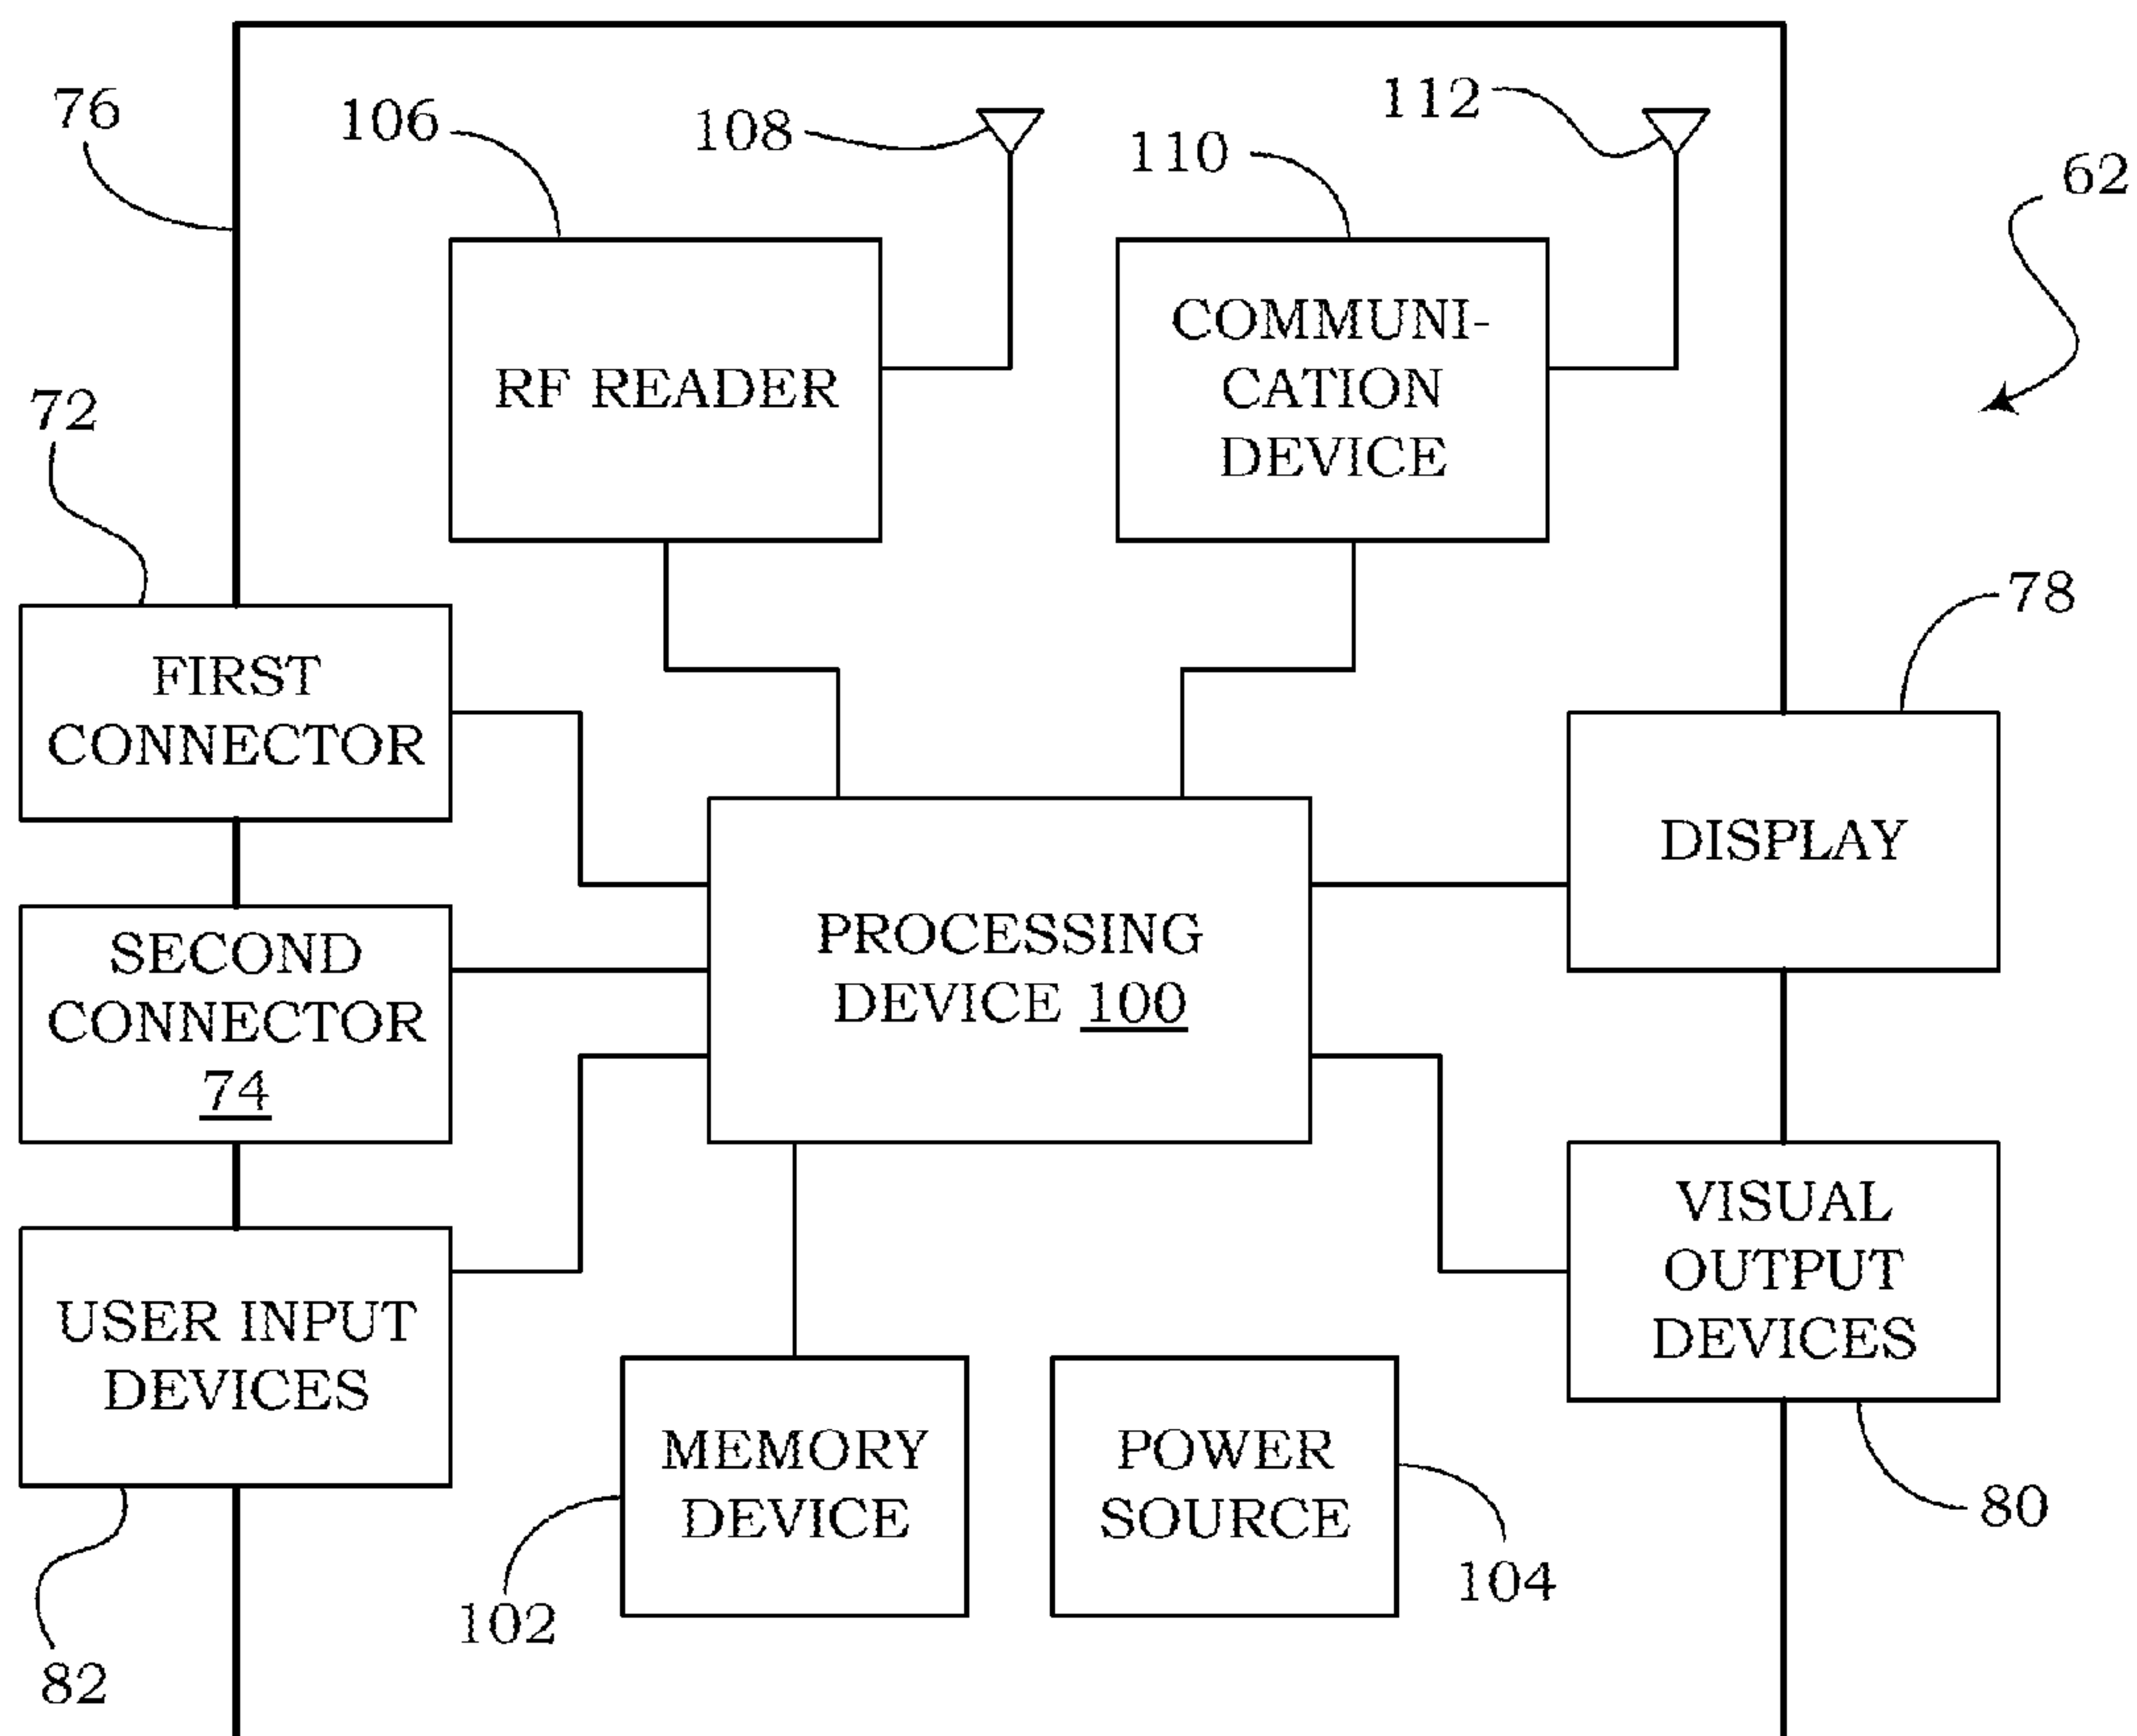 76
106
108
110
112
62
RF READER
COMMUNI-
CATION
DEVICE
72
78
FIRST
CONNECTOR
DISPLAY
SECOND
CONNECTOR
74
PROCESSING
DEVICE 100
USER INPUT
DEVICES
VISUAL
OUTPUT
DEVICES
MEMORY
DEVICE
POWER
SOURCE
80
104
102
82